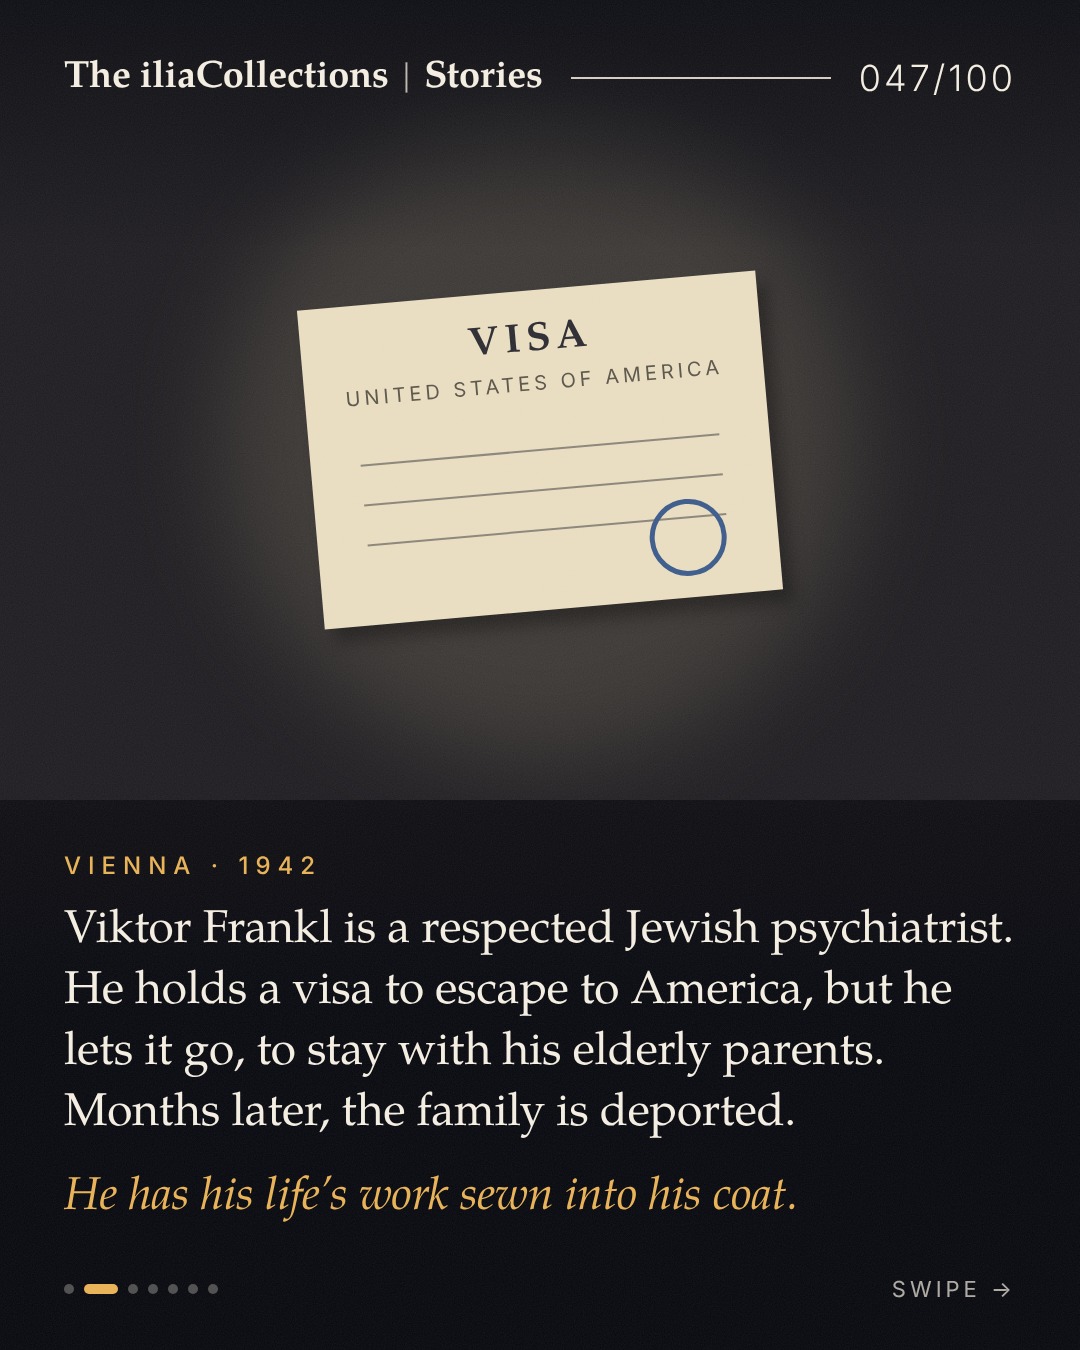 The iliaCollections | Stories 047/100
VISA
UNITED STATES OF AMERICA
VIENNA · 1942
Viktor Frankl is a respected Jewish psychiatrist.
He holds a visa to escape to America, but he
lets it go, to stay with his elderly parents.
Months later, the family is deported.
He has his life’s work sewn into his coat.
SWIPE →